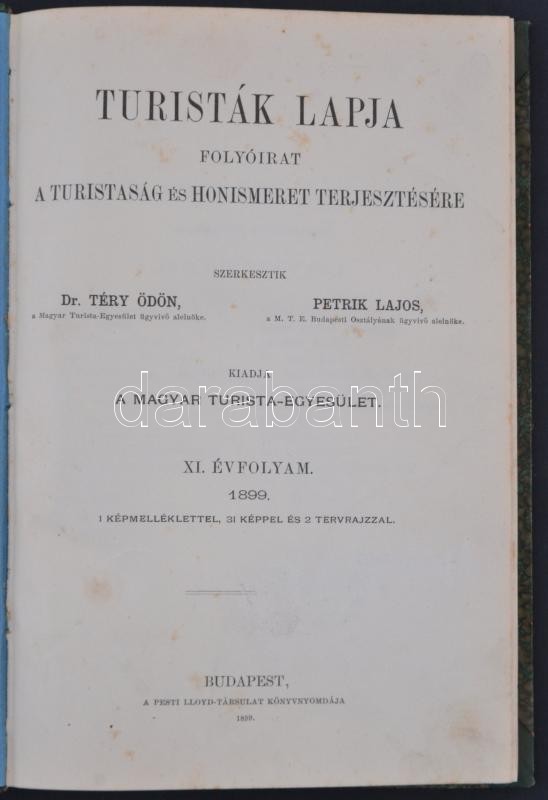 TURISTÁK LAPJA
FOLYÓIRAT
A TURISTASÁG ÉS HONISMERET TERJESZTÉSÉRE
SZERKESZTIK
Dr. TÉRY ÖDÖN,
a Magyar Turista-Egyesület ügyvivő alelnöke.
PETRIK LAJOS,
a M. T. E. Budapesti Osztályának ügyvivő alelnöke.
KIADJA
A MAGYAR TURISTA-EGYESÜLET.
darabanth
XI. ÉVFOLYAM.
1899.
1 KÉPMELLÉKLETTEL, 31 KÉPPEL ÉS 2 TERVRAJZZAL.
BUDAPEST,
A PESTI LLOYD-TÁRSULAT KÖNYVNYOMDÁJA
1899.